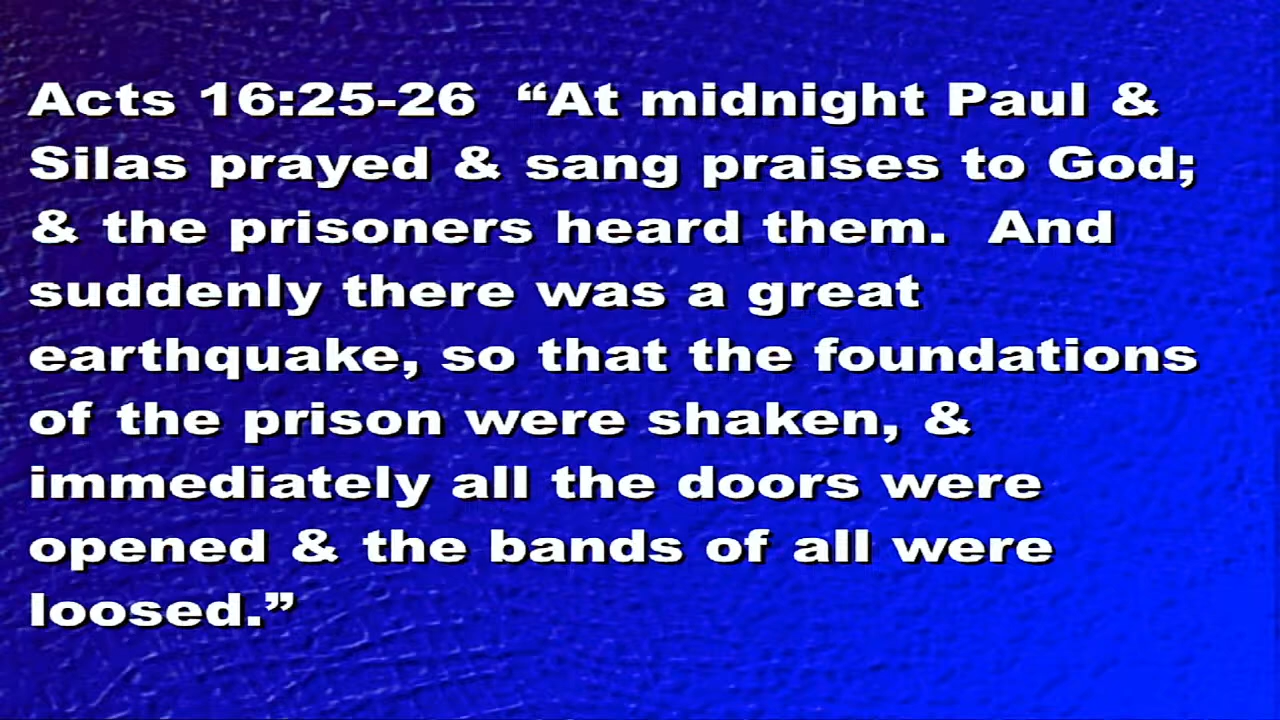 Acts 16:25-26  “At midnight Paul &
Silas prayed & sang praises to God;
& the prisoners heard them.  And
suddenly there was a great
earthquake, so that the foundations
of the prison were shaken, &
immediately all the doors were
opened & the bands of all were
loosed.”